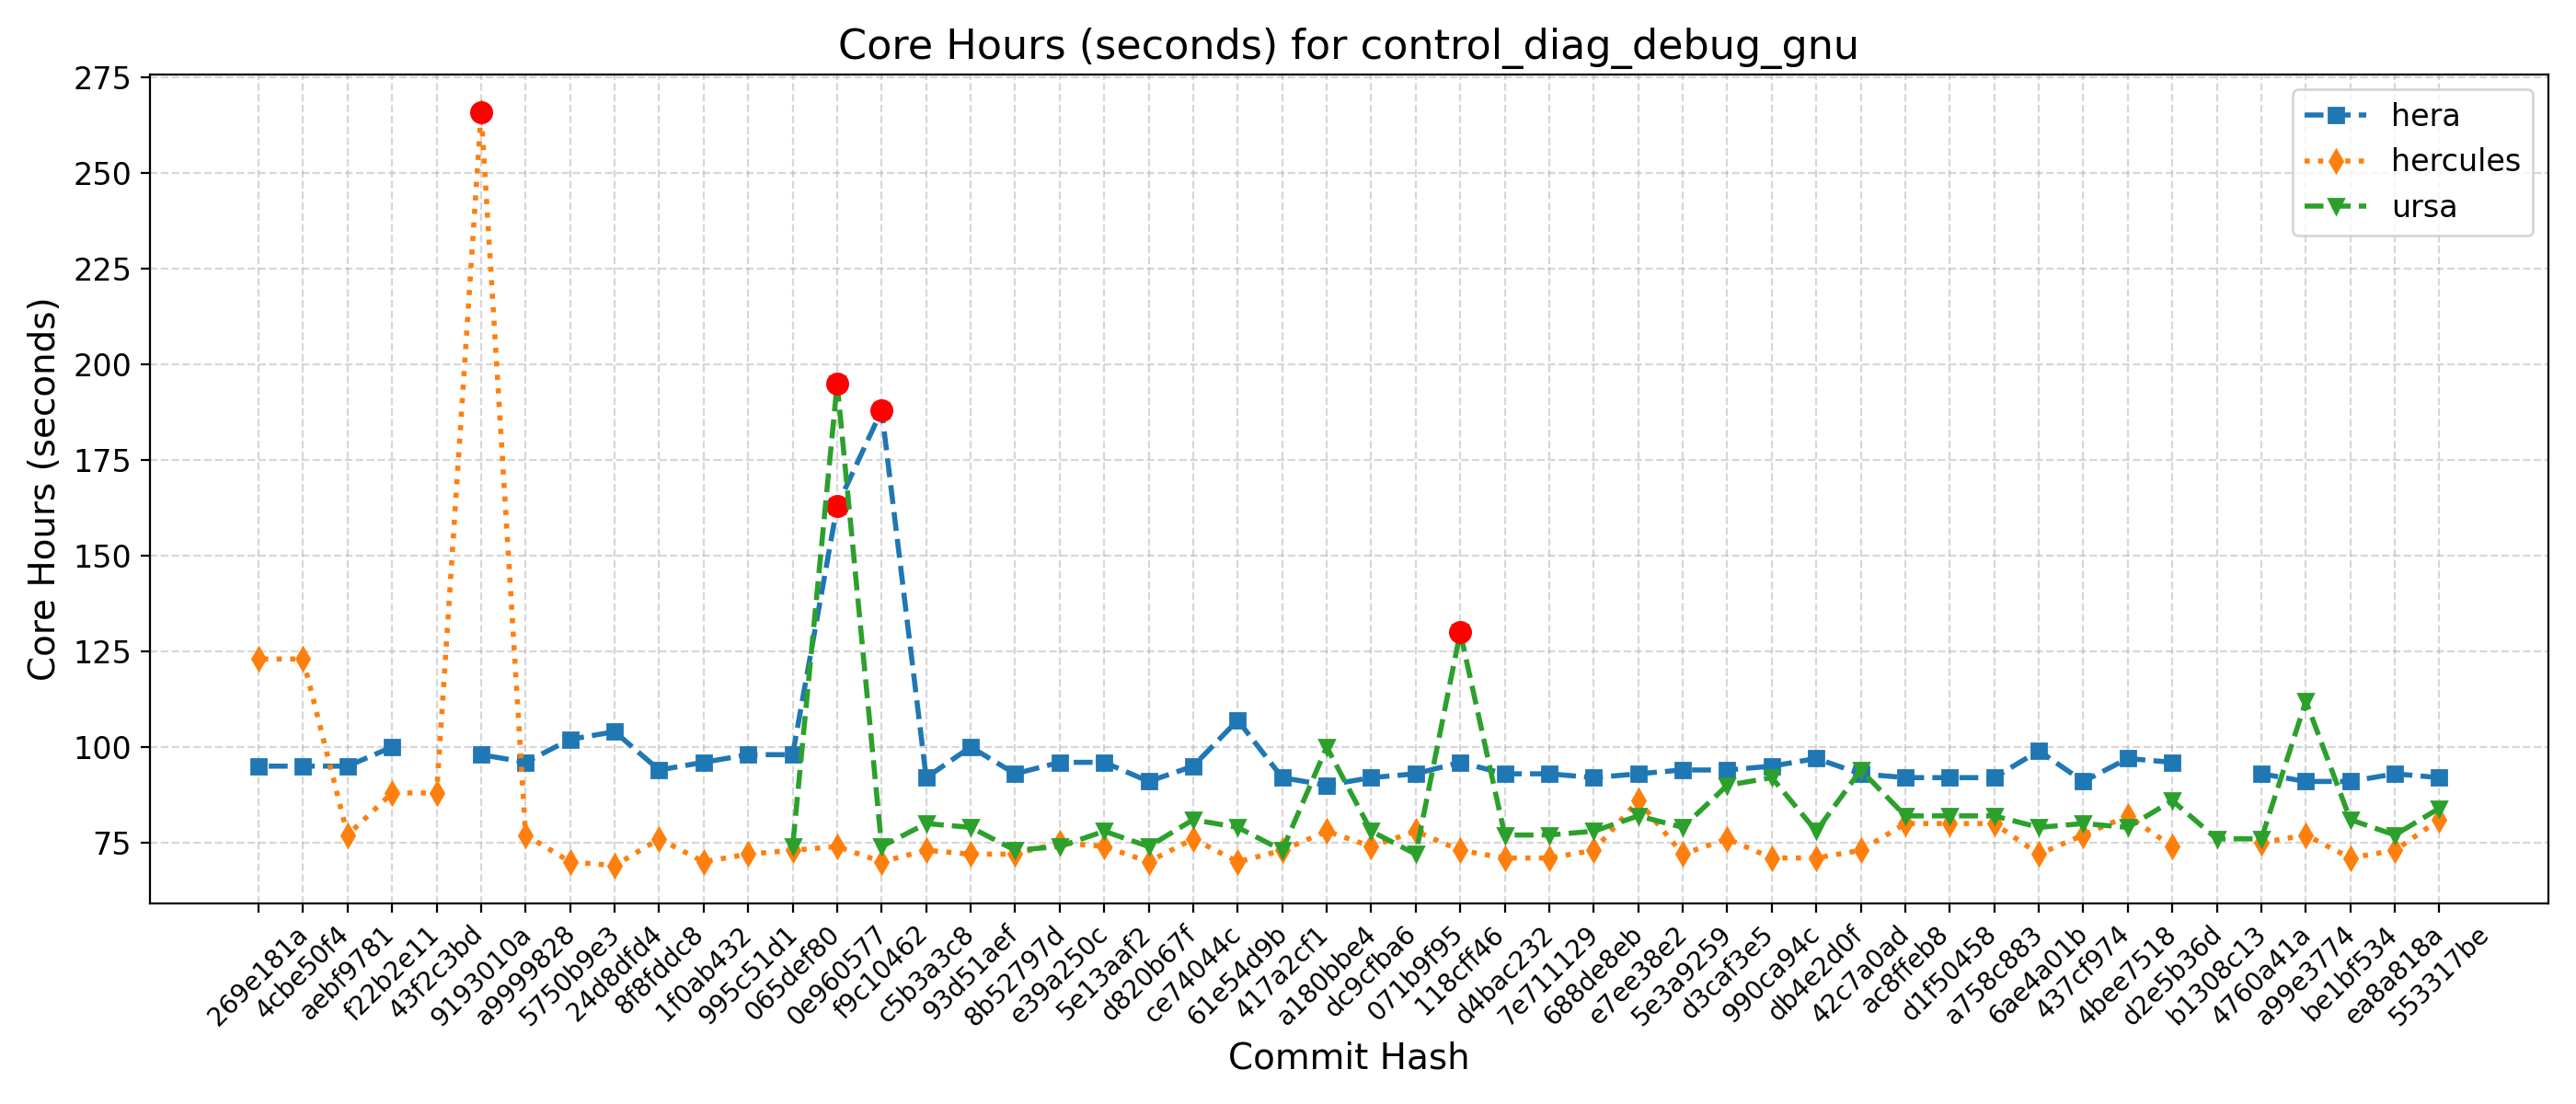 Core Hours (seconds) for control_diag_debug_gnu
275
250
225
200
175
150
125
100
75
Core Hours (seconds)
hera
hercules
ursa
269e181a
4cbe50f4
aebf9781
f22b2e11
43f2c3bd
9193010a
a9999828
5750b9e3
24d8dfd4
8f8fddc8
1f0ab432
995c51d1
065def80
0e960577
f9c10462
c5b3a3c8
93d51aef
8b52797d
e39a250c
5e13aaf2
d820b67f
ce74044c
61e54d9b
417a2cf1
a180bbe4
dc9cfba6
071b9f95
118cff46
d4bac232
7e711129
688de8eb
e7ee38e2
5e3a9259
d3caf3e5
990ca94c
db4e2d0f
42c7a0ad
ac8ffeb8
d1f50458
a758c883
6ae4a01b
437cf974
4bee7518
d2e5b36d
b1308c13
4760a41a
a99e3774
be1bf534
ea8a818a
553317be
Commit Hash